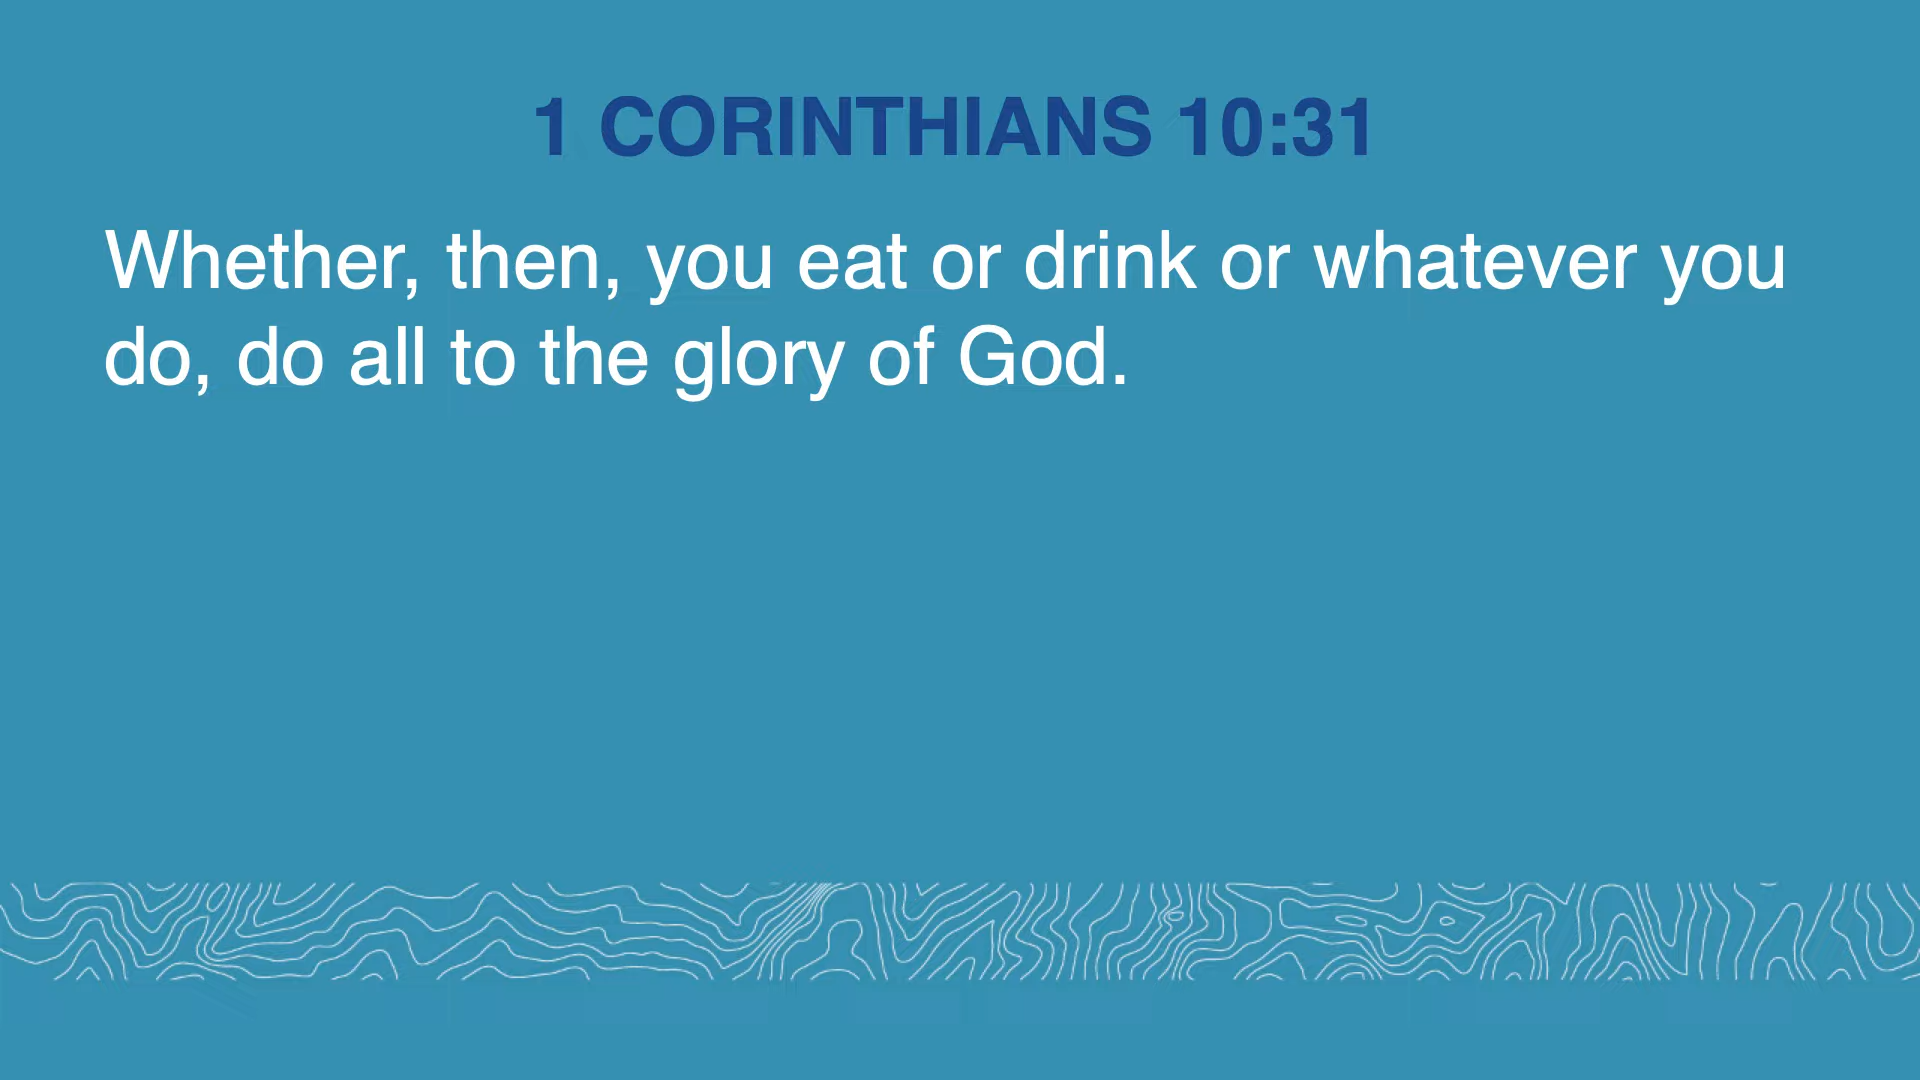 1 CORINTHIANS 10:31
Whether, then, you eat or drink or whatever you
do, do all to the glory of God.